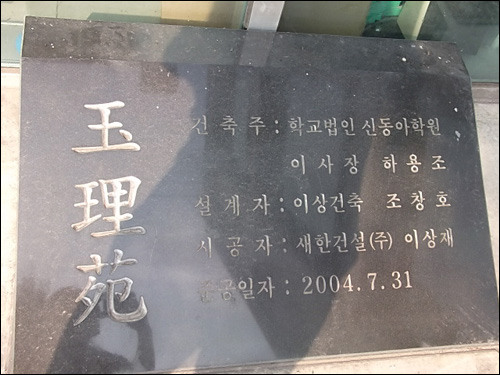 玉理苑
건축주 : 학교법인 신동아학원
이사장 하용조
설계자 : 이상건축 조창호
시공자 : 새한건설(주) 이상재
준공일자 : 2004.7.31